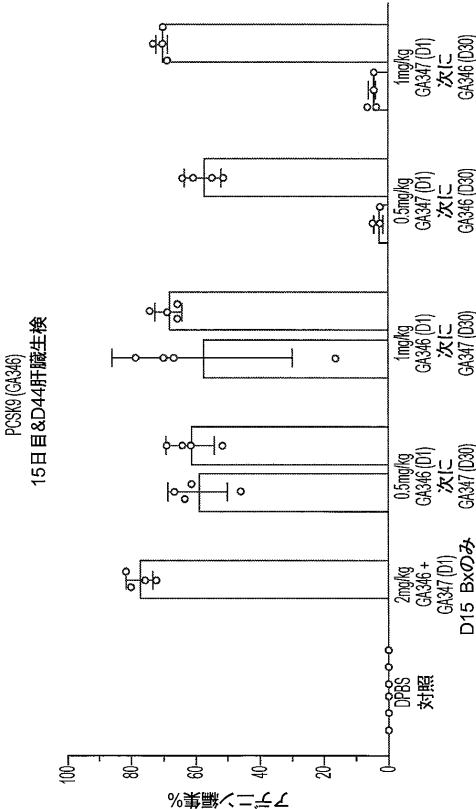 PCSK9 (GA346)
15日目&D44肝臓生検
アデニン編集%
100
80
60
40
20
0
DPBS
対照
2mg/kg
GA346 +
GA347 (D1)
D15 Bxのみ
0.5mg/kg
GA346 (D1)
次に
GA347 (D30)
1mg/kg
GA346 (D1)
次に
GA347 (D30)
0.5mg/kg
GA347 (D1)
次に
GA346 (D30)
1mg/kg
GA347 (D1)
次に
GA346 (D30)